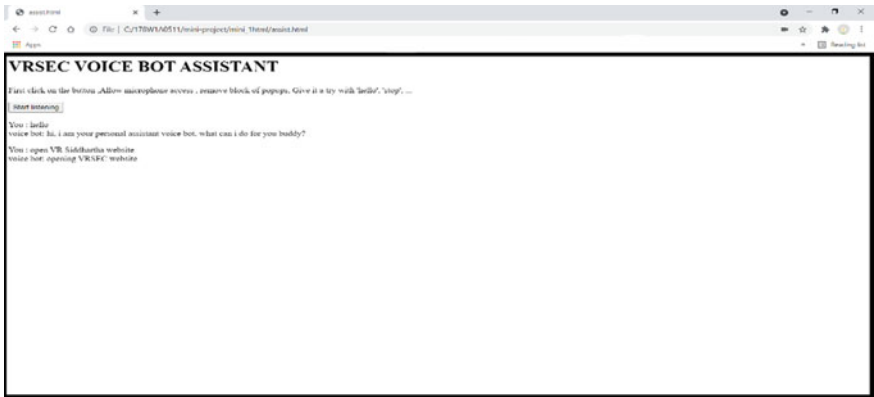 assist.html
File | C:/178W1A0511/mini-project/mini_1html/assist.html
Apps
Reading list
VRSEC VOICE BOT ASSISTANT
First click on the button ,Allow microphone access , remove block of popups. Give it a try with 'hello', 'stop', ...
Start listening
You : hello
voice bot: hi, i am your personal assistant voice bot, what can i do for you buddy?
You : open VR Siddhartha website
voice bot: opening VRSEC website